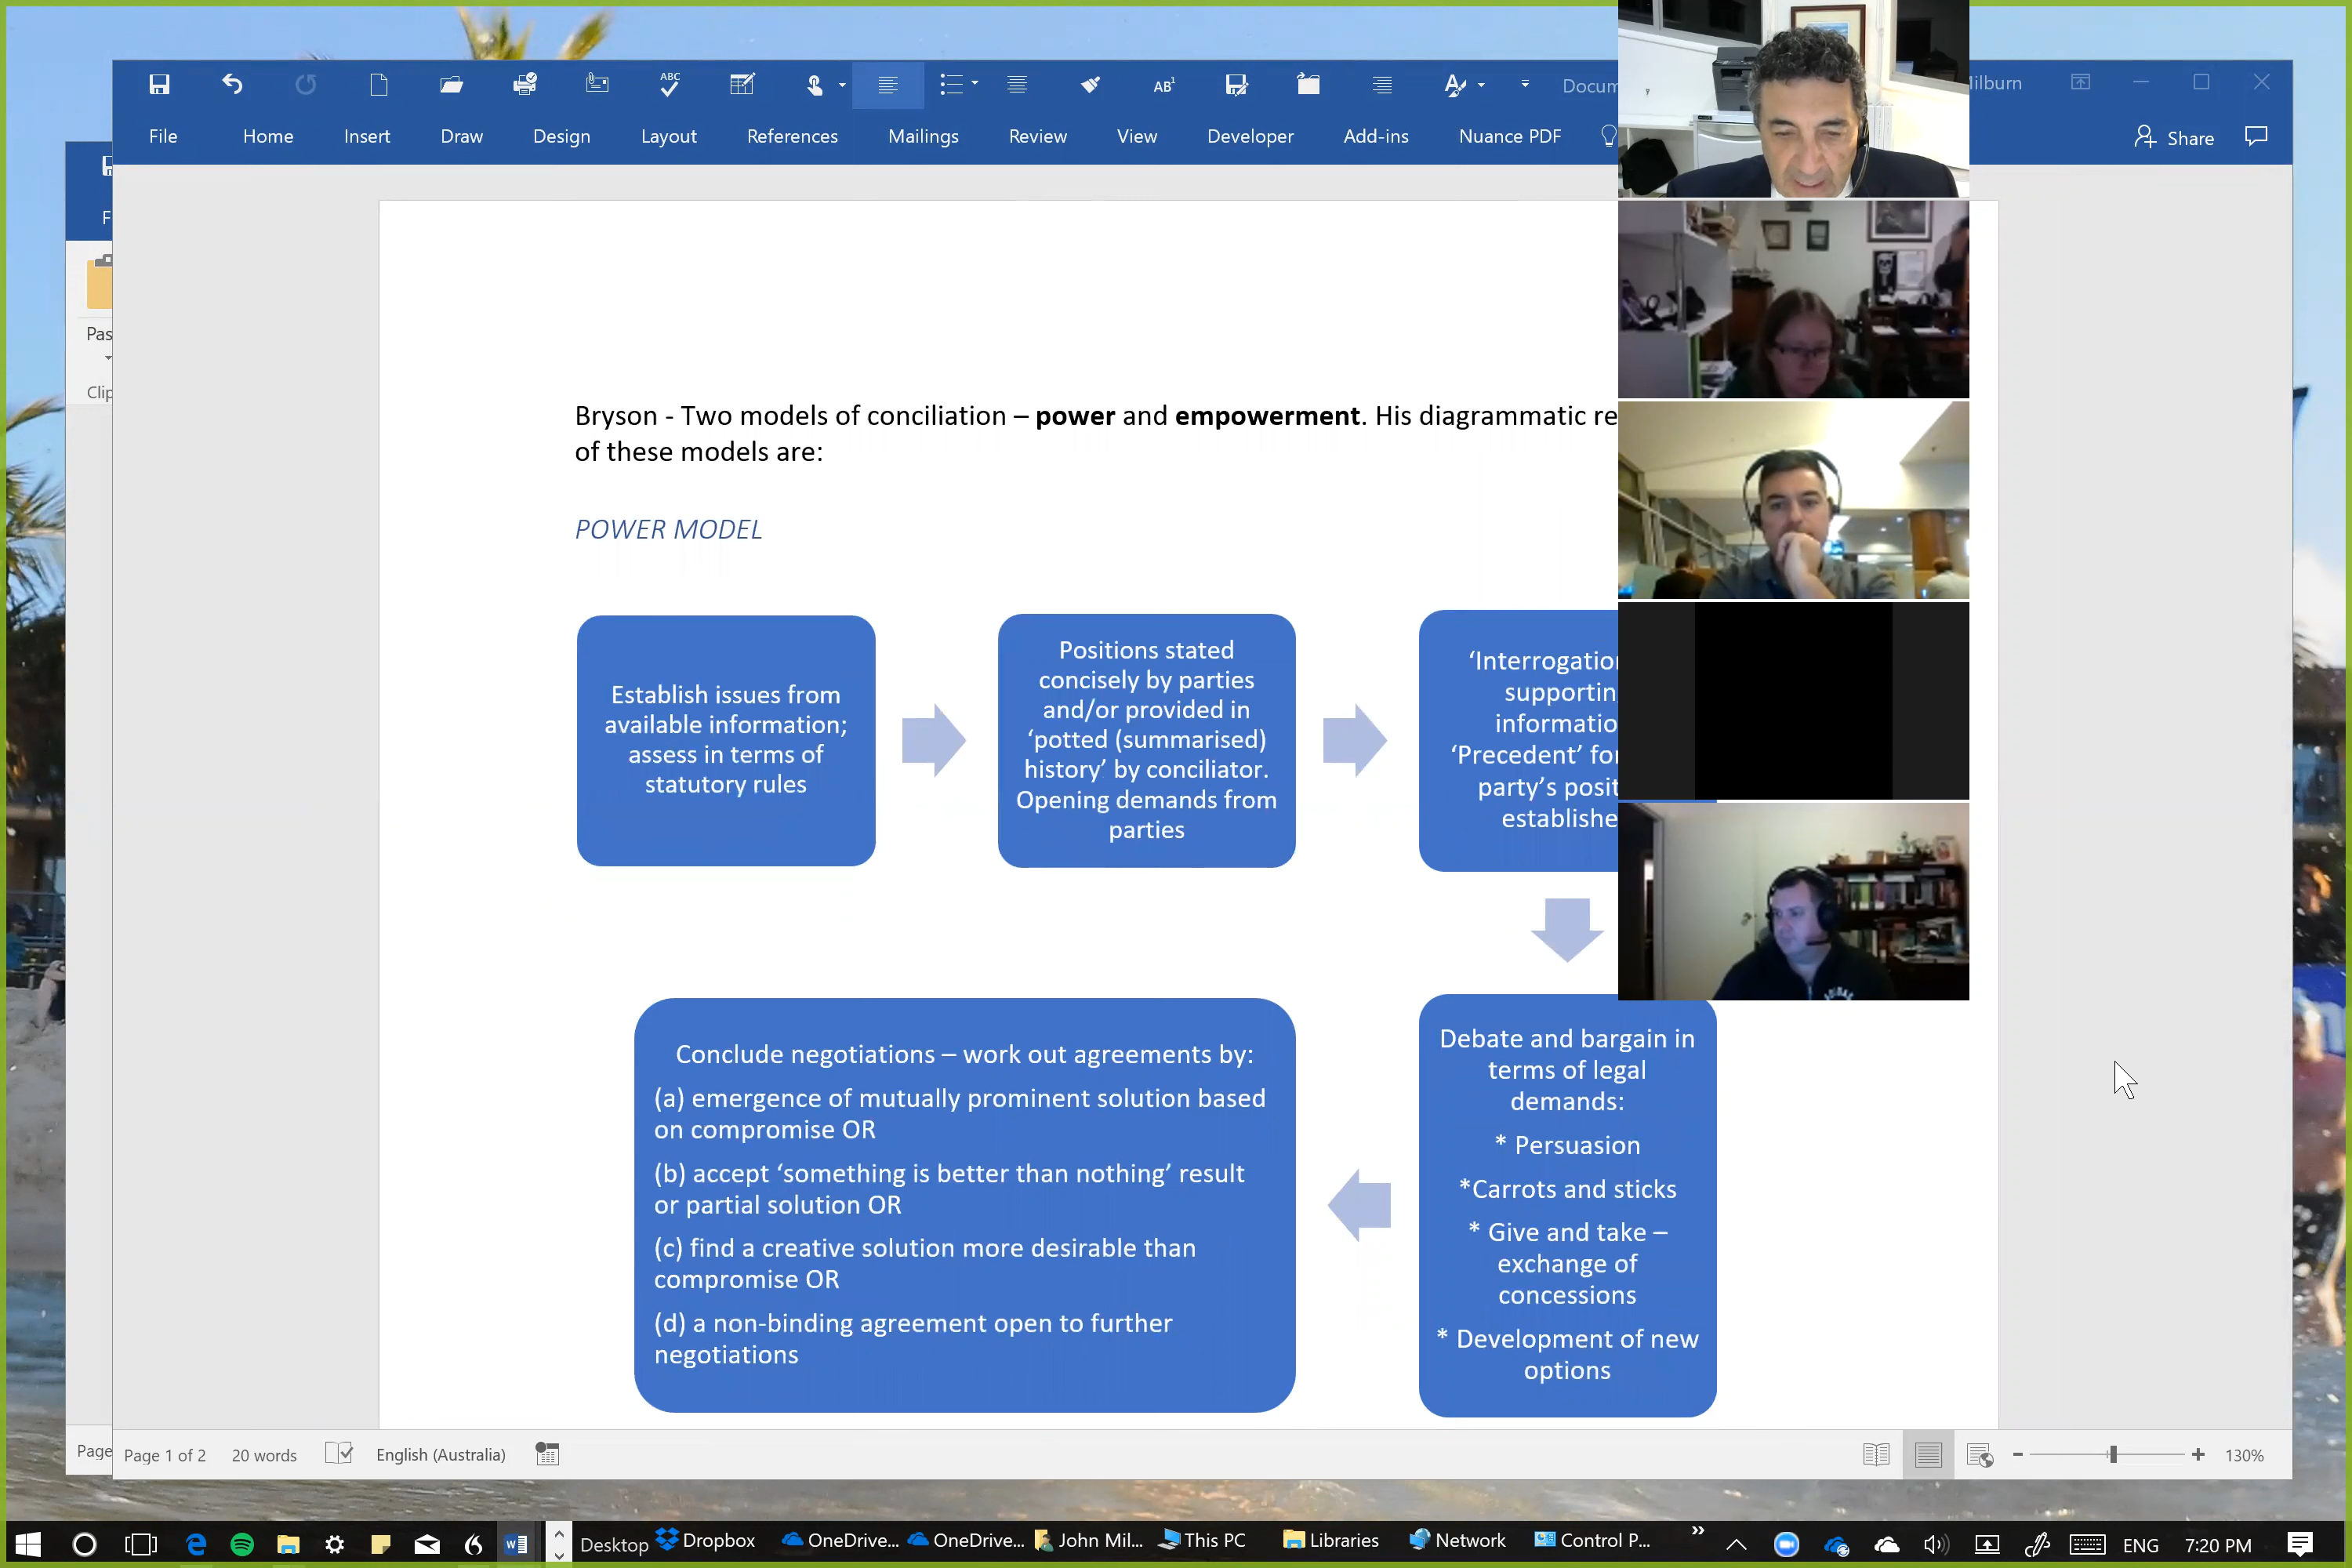 Docum
ilburn
File Home Insert Draw Design Layout References Mailings Review View Developer Add-ins Nuance PDF
Share
F
Pas
Clip
Bryson - Two models of conciliation – power and empowerment. His diagrammatic re
of these models are:
POWER MODEL
Establish issues from
available information;
assess in terms of
statutory rules
Positions stated
concisely by parties
and/or provided in
‘potted (summarised)
history’ by conciliator.
Opening demands from
parties
‘Interrogation
supportin
informatio
‘Precedent’ fo
party’s posit
establishe
Debate and bargain in
terms of legal
demands:
* Persuasion
*Carrots and sticks
* Give and take –
exchange of
concessions
* Development of new
options
Conclude negotiations – work out agreements by:
(a) emergence of mutually prominent solution based
on compromise OR
(b) accept ‘something is better than nothing’ result
or partial solution OR
(c) find a creative solution more desirable than
compromise OR
(d) a non-binding agreement open to further
negotiations
Page
Page 1 of 2 20 words English (Australia) 130%
Desktop Dropbox OneDrive... OneDrive... John Mil... This PC Libraries Network Control P... ENG 7:20 PM